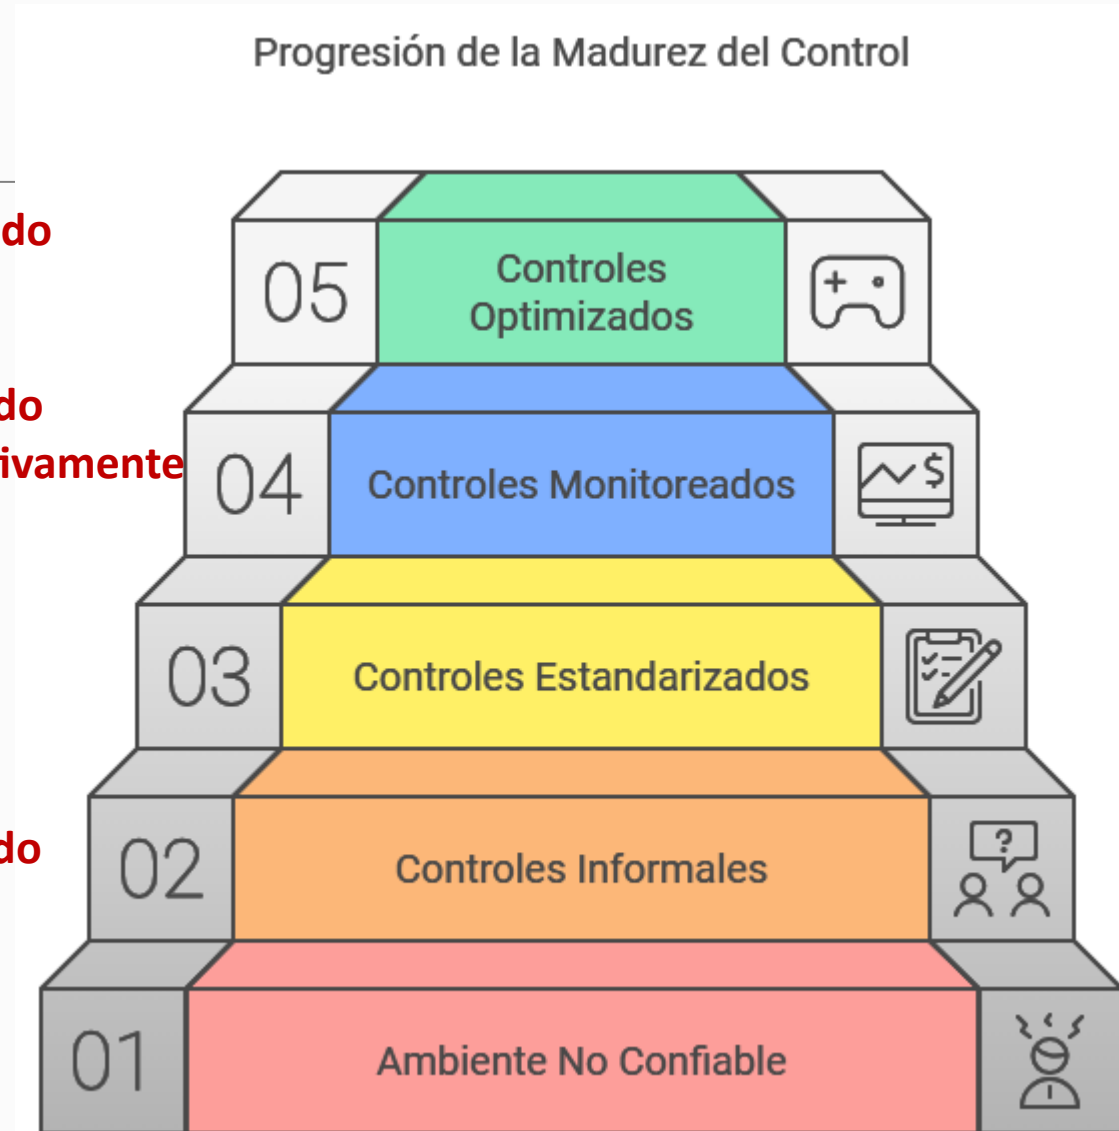 Progresión de la Madurez del Control
do
05
Controles
Optimizados
do
ivamente
04
Controles Monitoreados
$
03
Controles Estandarizados
do
02
Controles Informales
?
01
Ambiente No Confiable